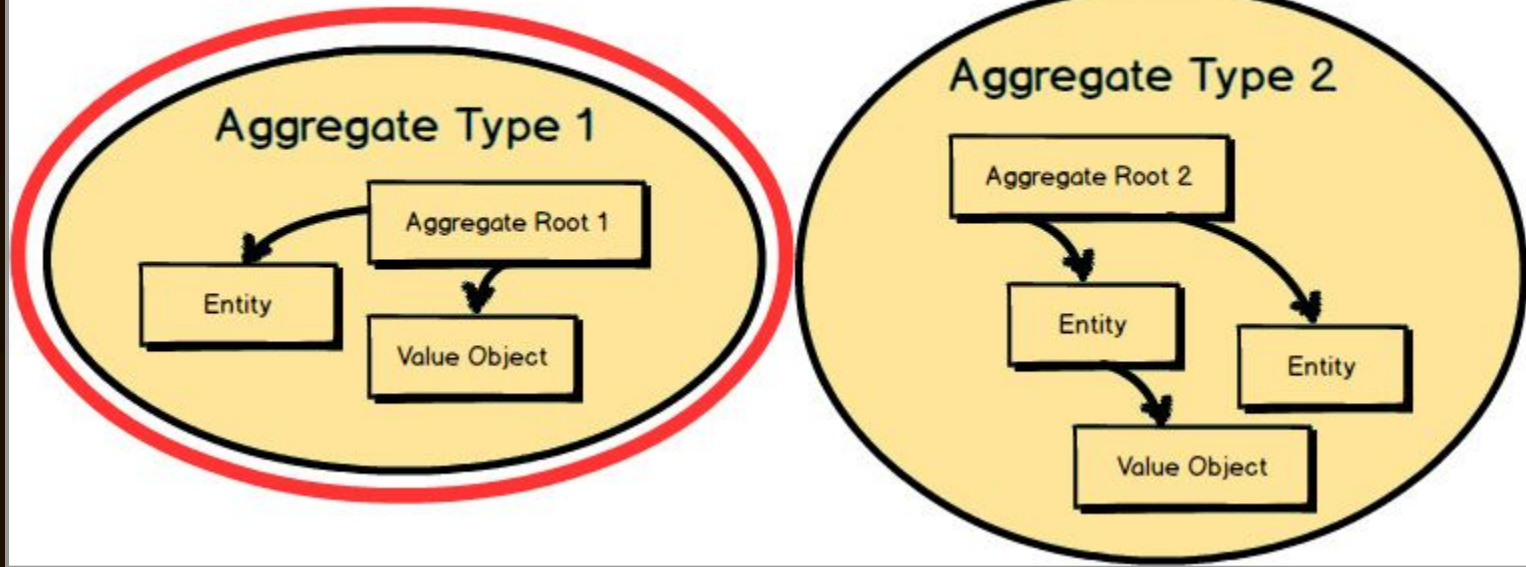 Aggregate Type 1
Aggregate Root 1
Entity
Value Object
Aggregate Type 2
Aggregate Root 2
Entity
Entity
Value Object